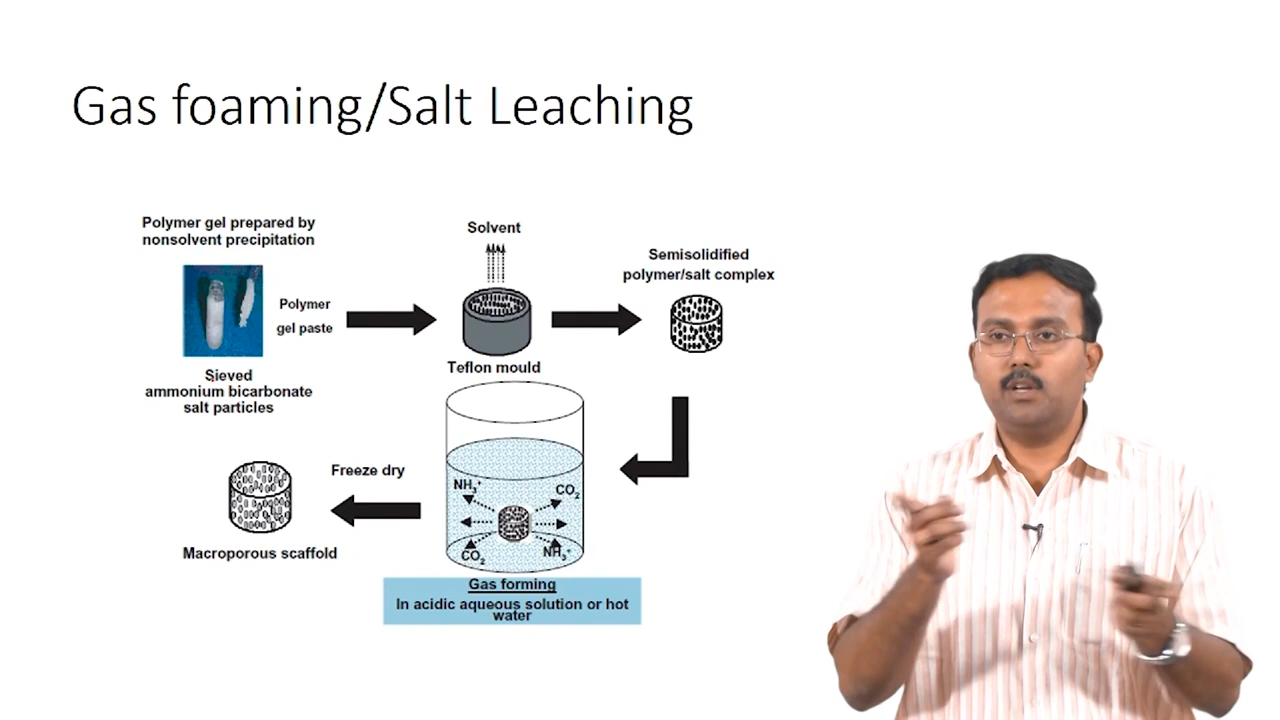 Gas foaming/Salt Leaching
Polymer gel prepared by
nonsolvent precipitation
Polymer
gel paste
Sieved
ammonium bicarbonate
salt particles
Solvent
Teflon mould
Semisolidified
polymer/salt complex
NH₃⁺
CO₂
CO₂
NH₃⁺
Gas forming
In acidic aqueous solution or hot
water
Freeze dry
Macroporous scaffold